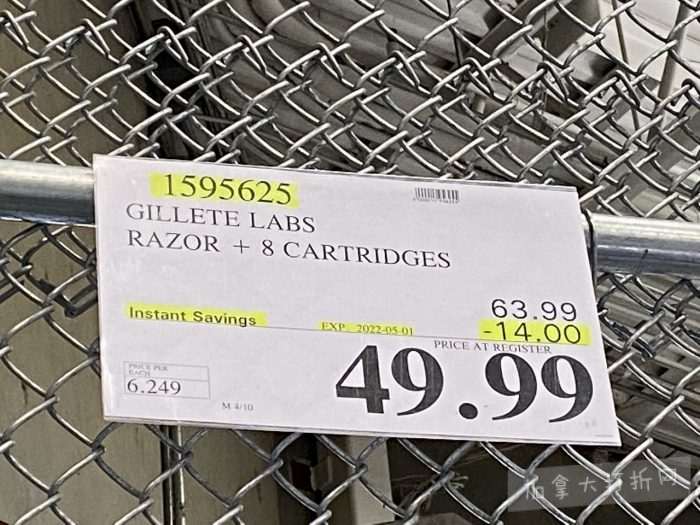 1595625
GILLETE LABS
RAZOR + 8 CARTRIDGES
63.99
Instant Savings EXP. 2022-05-01 -14.00
PRICE AT REGISTER
49.99
PRICE PER
EACH
6.249
M 4/10
加拿大打折网